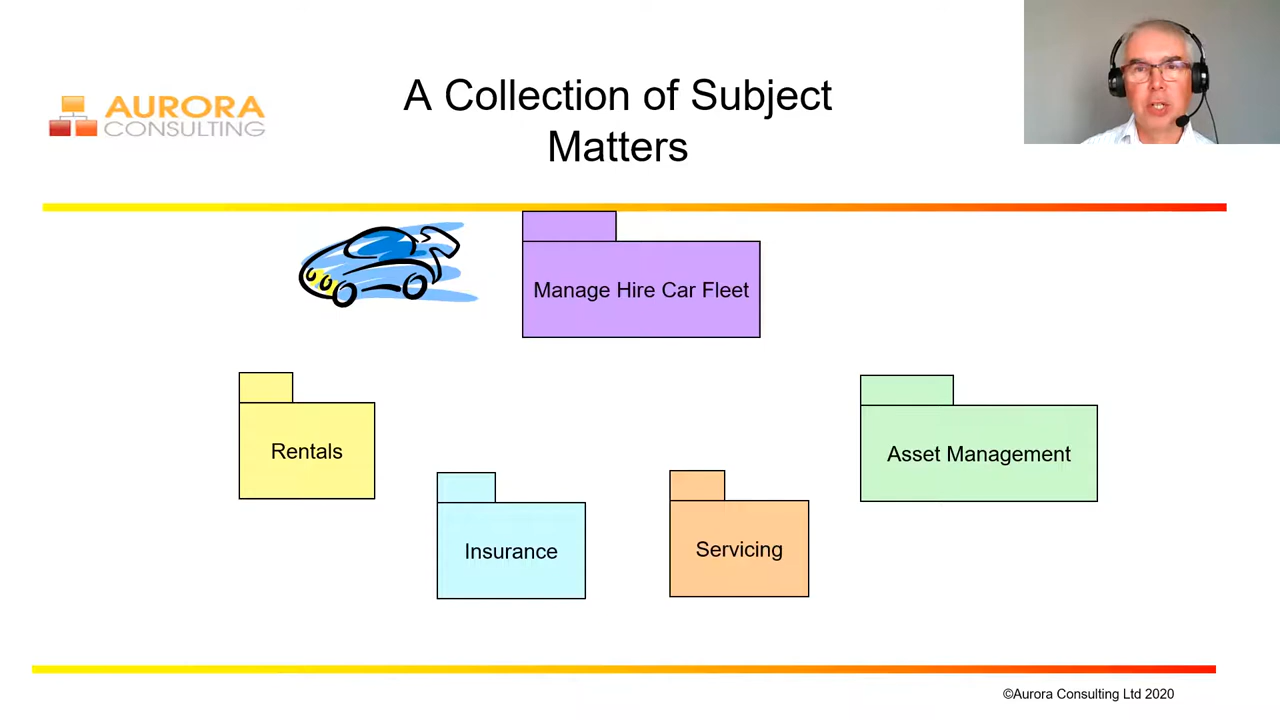 AURORA
CONSULTING
A Collection of Subject
Matters
Manage Hire Car Fleet
Rentals
Asset Management
Insurance
Servicing
©Aurora Consulting Ltd 2020